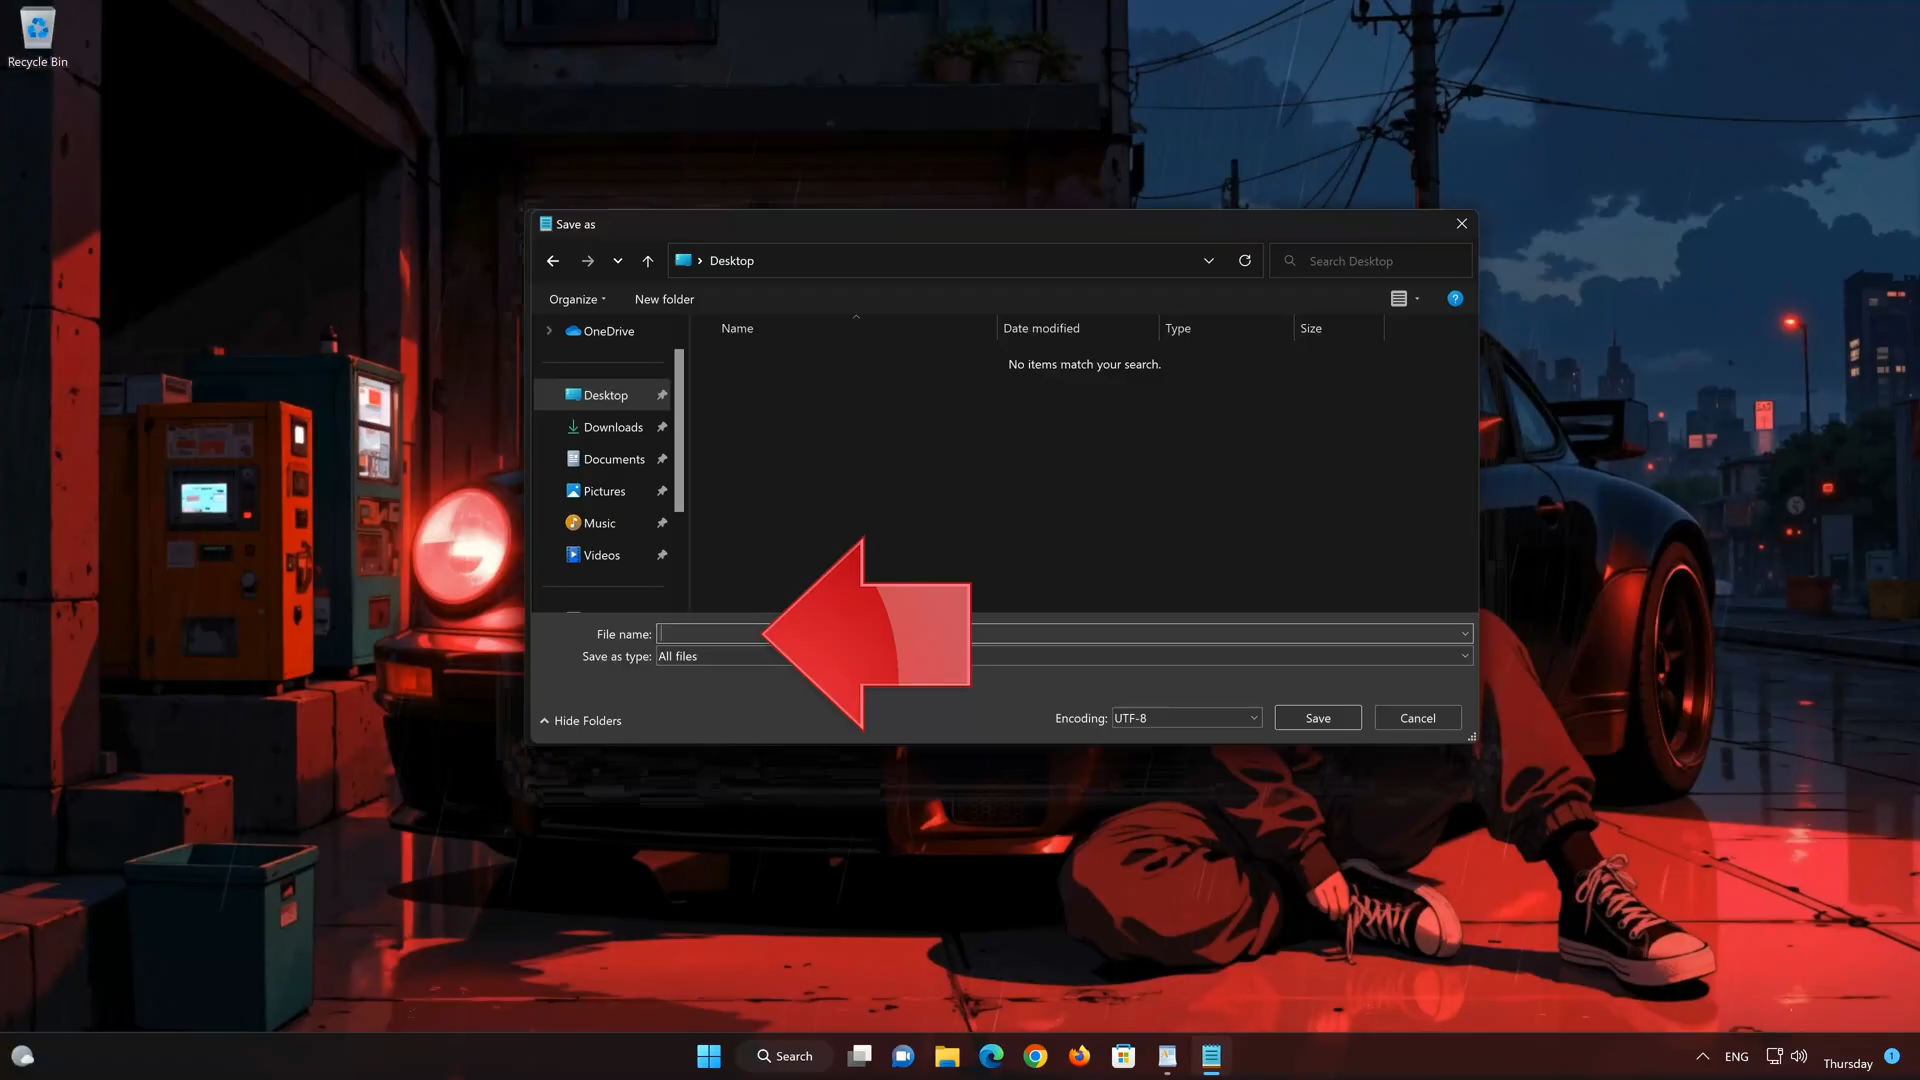 Recycle Bin
Save as
Desktop
Search Desktop
Organize
New folder
?
OneDrive
Name
Date modified
Type
Size
No items match your search.
Desktop
Downloads
Documents
Pictures
Music
Videos
File name:
Save as type: All files
Hide Folders
Encoding: UTF-8
Save
Cancel
Search
ENG
Thursday
1